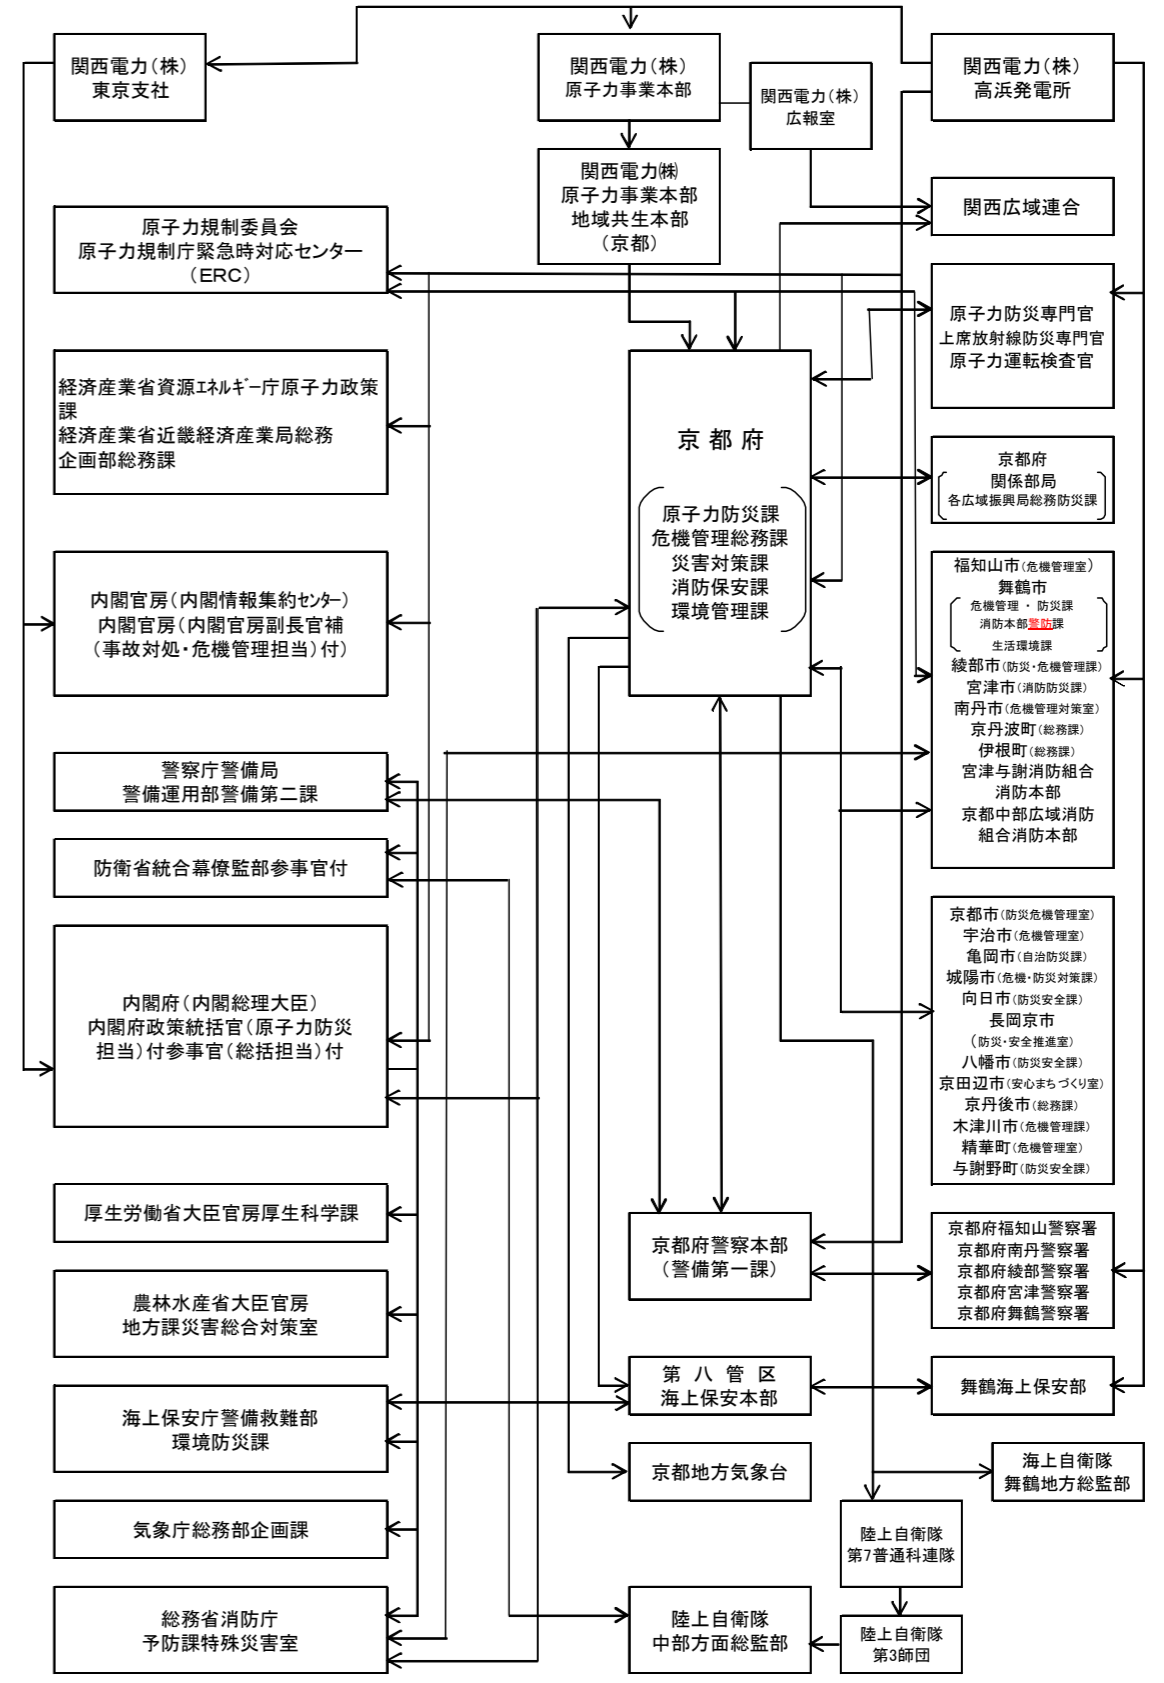 関西電力（株）
東京支社
関西電力（株）
原子力事業本部
関西電力（株）
広報室
関西電力（株）
高浜発電所
関西電力㈱
原子力事業本部
地域共生本部
（京都）
関西広域連合
原子力規制委員会
原子力規制庁緊急時対応センター
（ERC）
原子力防災専門官
上席放射線防災専門官
原子力運転検査官
経済産業省資源エネルギー庁原子力政策
課
経済産業省近畿経済産業局総務
企画部総務課
京都府
原子力防災課
危機管理総務課
災害対策課
消防保安課
環境管理課
京都府
関係部局
各広域振興局総務防災課
内閣官房（内閣情報集約センター）
内閣官房（内閣官房副長官補
（事故対処・危機管理担当）付）
福知山市（危機管理室）
舞鶴市
危機管理・防災課
消防本部警防課
生活環境課
綾部市（防災・危機管理課）
宮津市（消防防災課）
南丹市（危機管理対策室）
京丹波町（総務課）
伊根町（総務課）
宮津与謝消防組合
消防本部
京都中部広域消防
組合消防本部
警察庁警備局
警備運用部警備第二課
防衛省統合幕僚監部参事官付
内閣府（内閣総理大臣）
内閣府政策統括官（原子力防災
担当）付参事官（総括担当）付
京都市（防災危機管理室）
宇治市（危機管理室）
亀岡市（自治防災課）
城陽市（危機・防災対策課）
向日市（防災安全課）
長岡京市
（防災・安全推進室）
八幡市（防災安全課）
京田辺市（安心まちづくり室）
京丹後市（総務課）
木津川市（危機管理課）
精華町（危機管理室）
与謝野町（防災安全課）
厚生労働省大臣官房厚生科学課
京都府警察本部
（警備第一課）
京都府福知山警察署
京都府南丹警察署
京都府綾部警察署
京都府宮津警察署
京都府舞鶴警察署
農林水産省大臣官房
地方課災害総合対策室
海上保安庁警備救難部
環境防災課
第八管区
海上保安本部
舞鶴海上保安部
京都地方気象台
海上自衛隊
舞鶴地方総監部
気象庁総務部企画課
陸上自衛隊
第7普通科連隊
総務省消防庁
予防課特殊災害室
陸上自衛隊
中部方面総監部
陸上自衛隊
第3師団